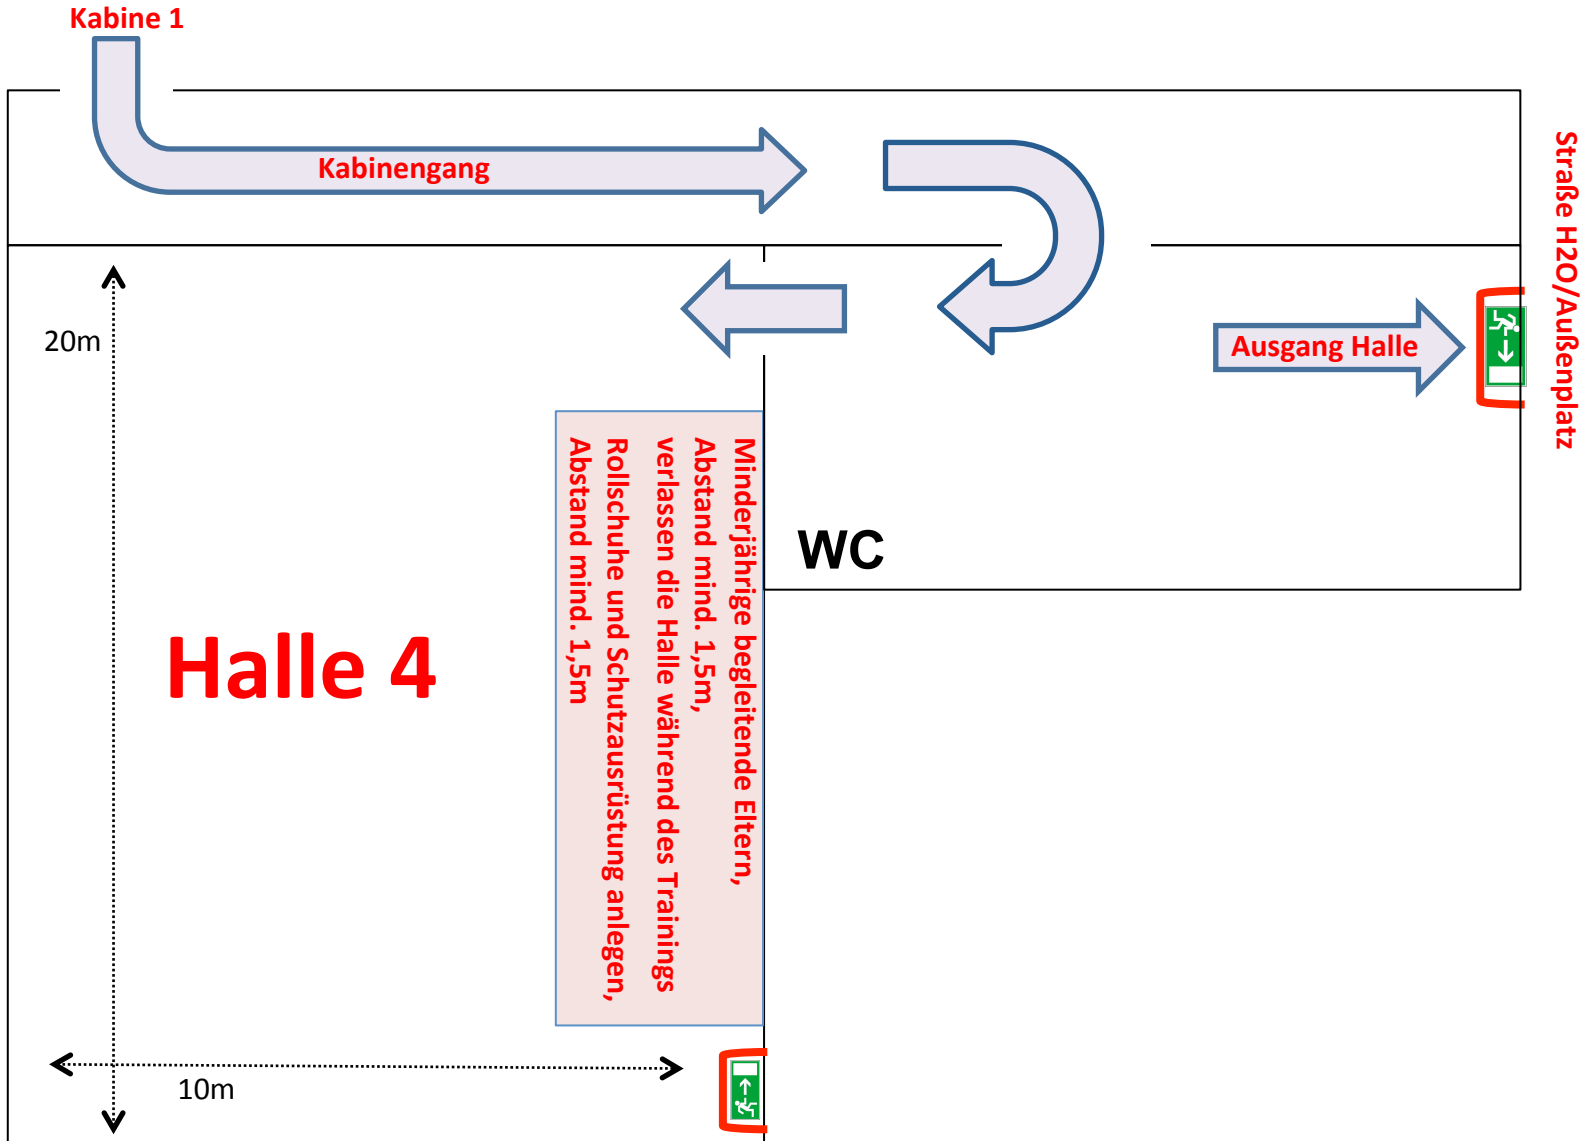 Kabine 1
Kabinengang
Straße H2O/Außenplatz
20m
Ausgang Halle
Minderjährige begleitende Eltern,
Abstand mind. 1,5m,
verlassen die Halle während des Trainings
Rollschuhe und Schutzausrüstung anlegen,
Abstand mind. 1,5m
WC
Halle 4
10m